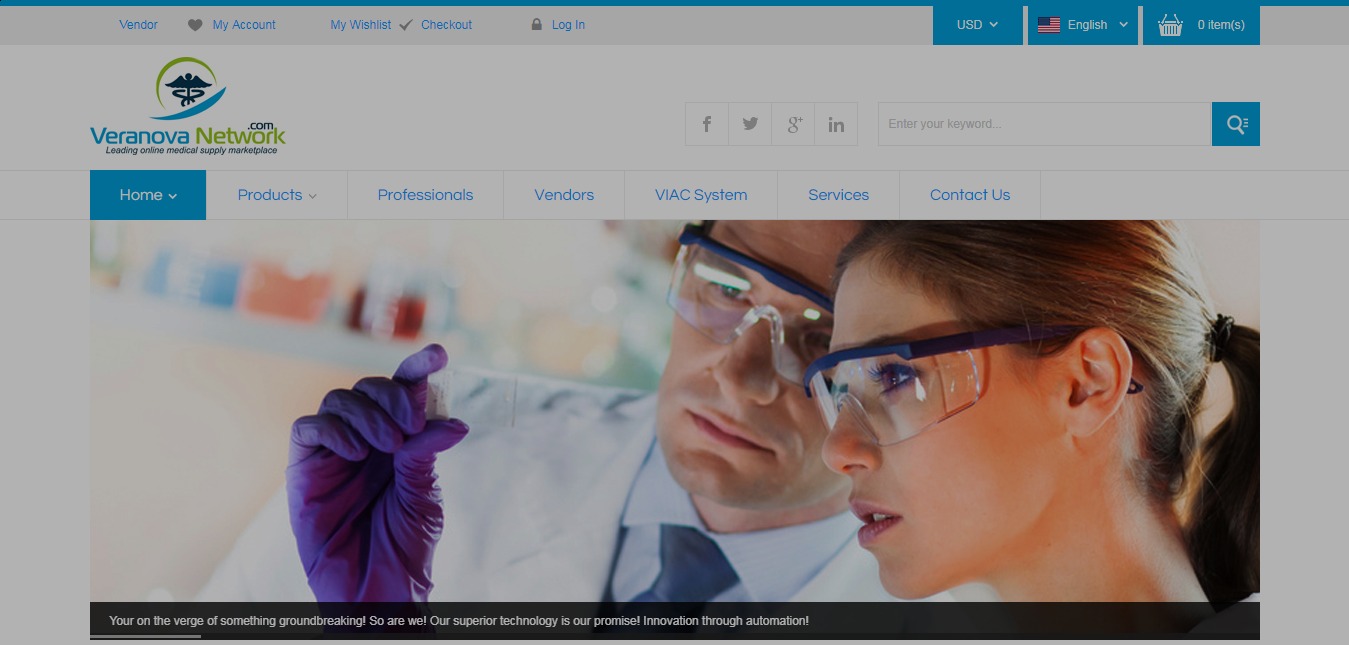 Vendor
My Account
My Wishlist
Checkout
Log In
USD
English
0 item(s)
.com
Veranova Network
Leading online medical supply marketplace
Enter your keyword...
Home
Products
Professionals
Vendors
VIAC System
Services
Contact Us
Your on the verge of something groundbreaking! So are we! Our superior technology is our promise! Innovation through automation!